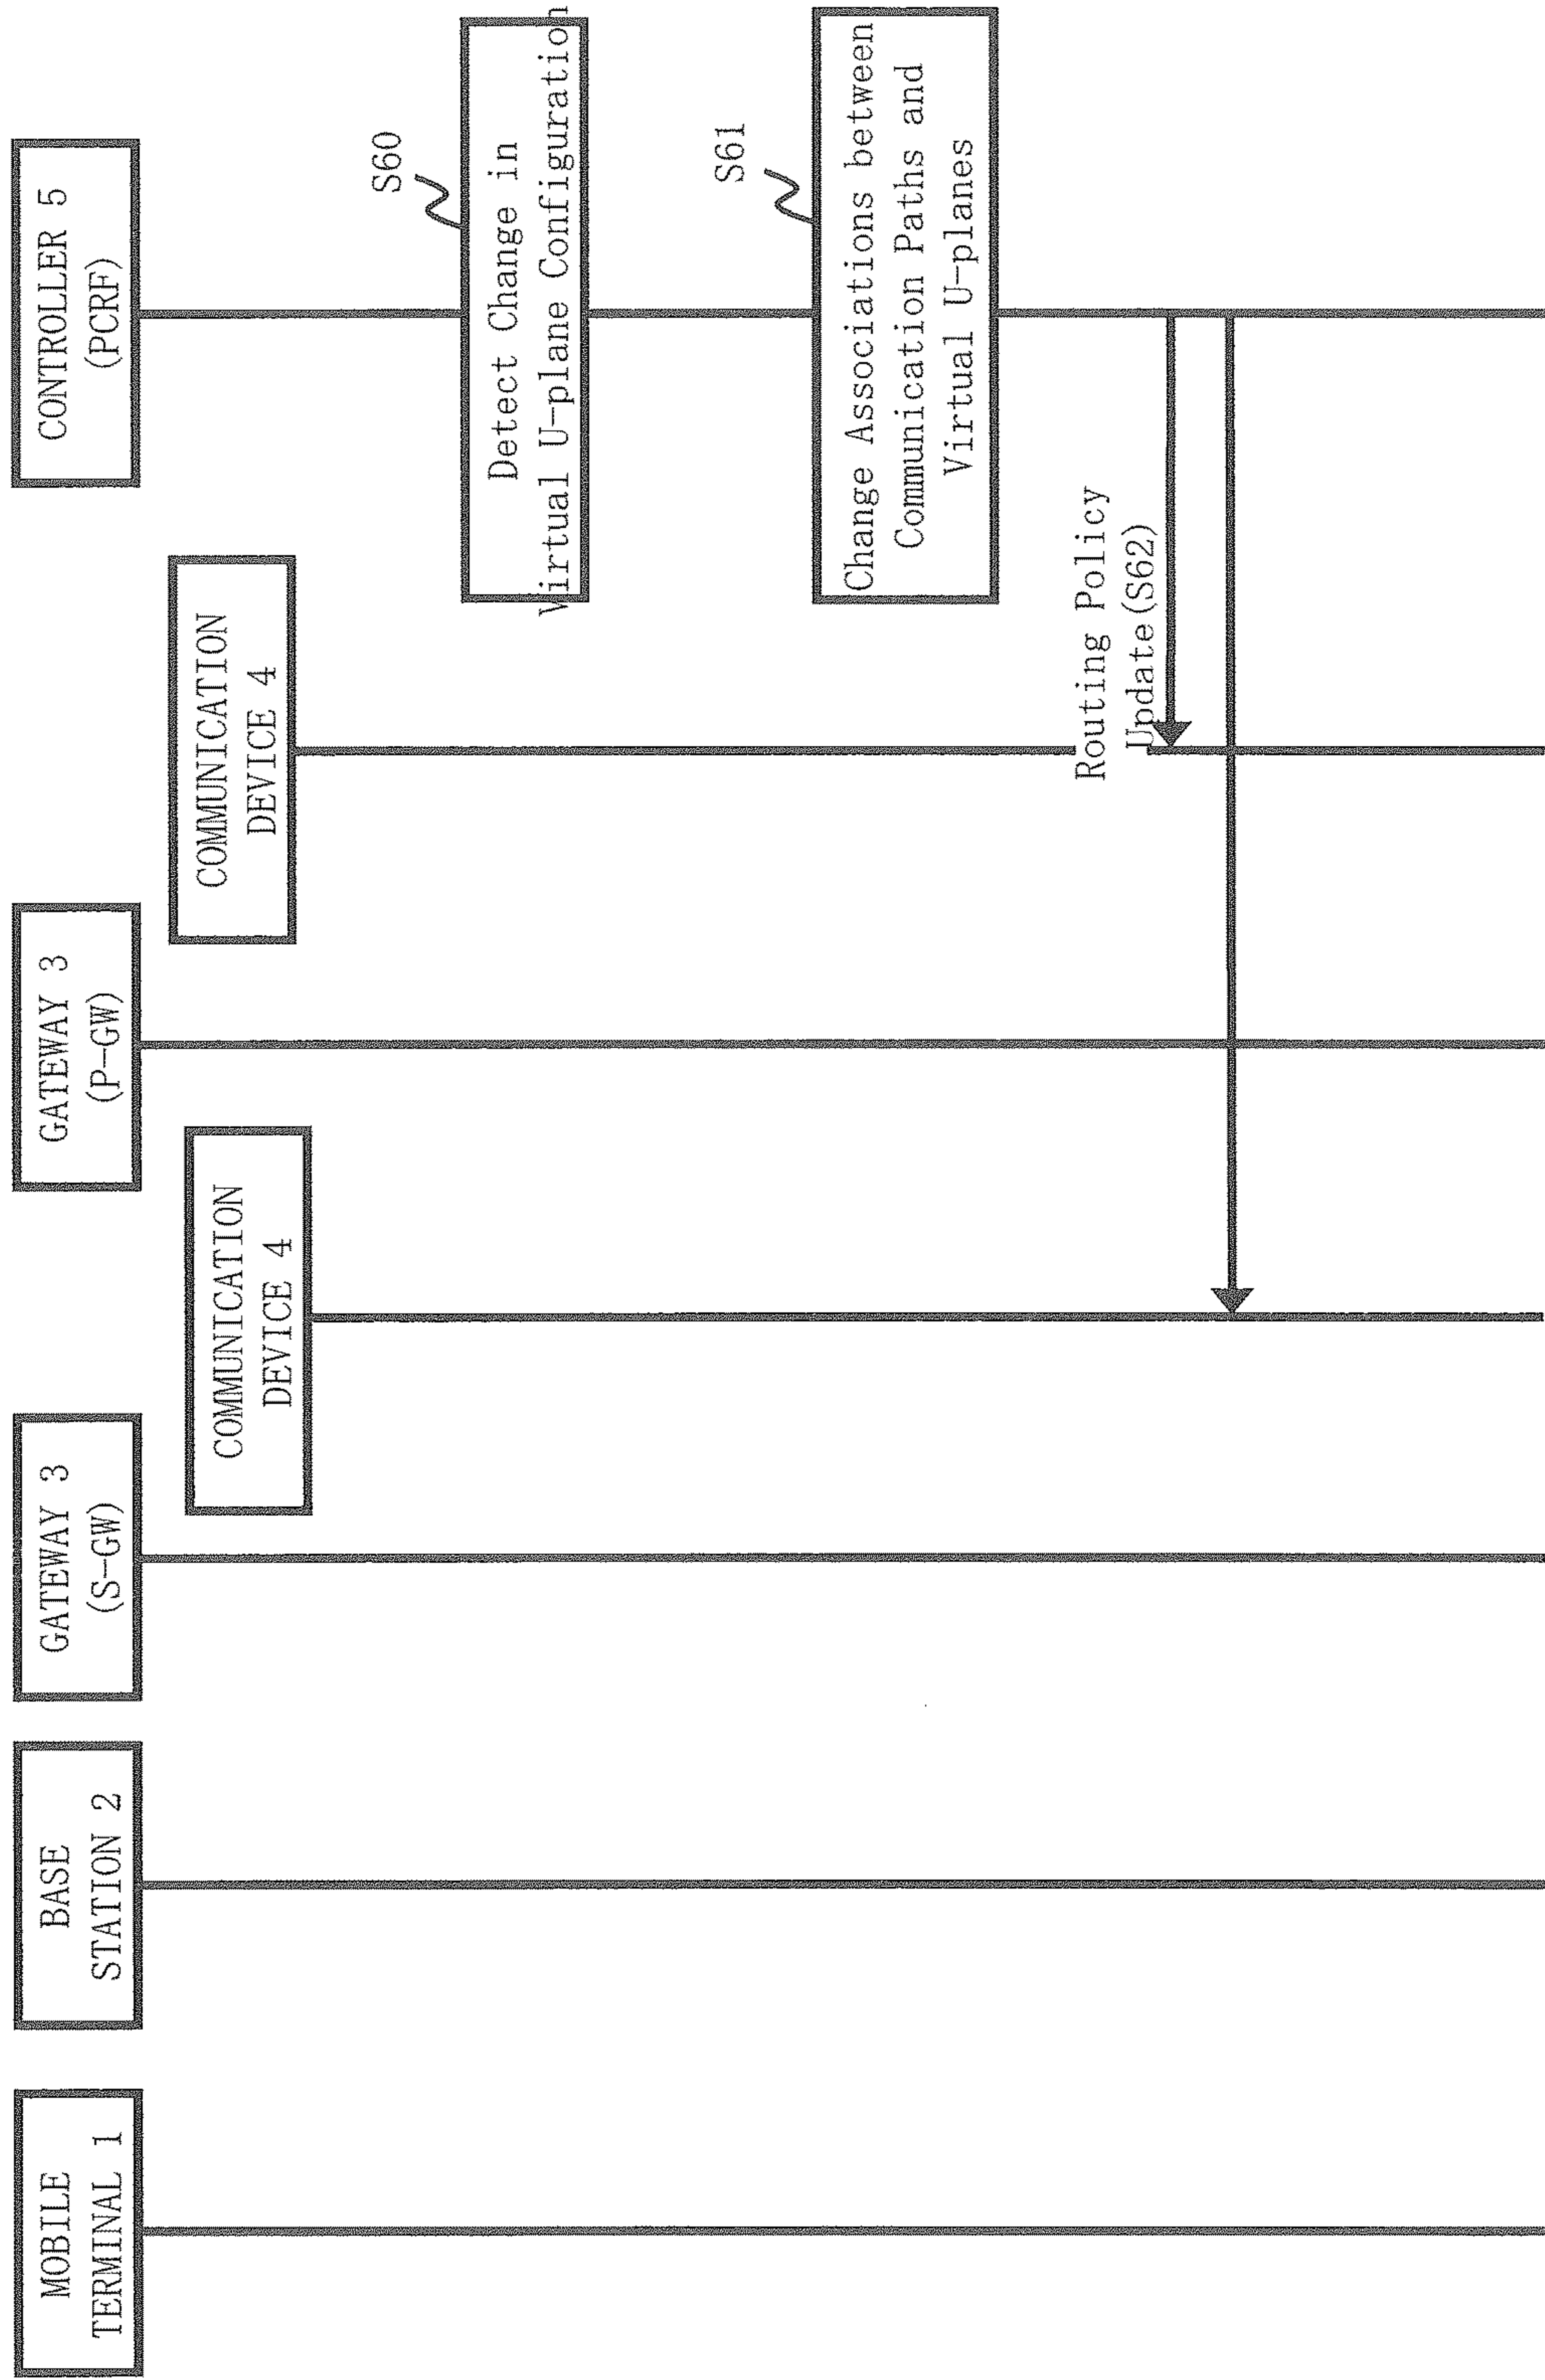 MOBILE
TERMINAL 1
BASE
STATION 2
GATEWAY 3
(S-GW)
COMMUNICATION
DEVICE 4
GATEWAY 3
(P-GW)
COMMUNICATION
DEVICE 4
CONTROLLER 5
(PCRF)
S60
Detect Change in
Virtual U-plane Configuration
S61
Change Associations between
Communication Paths and
Virtual U-planes
Routing Policy
Update(S62)